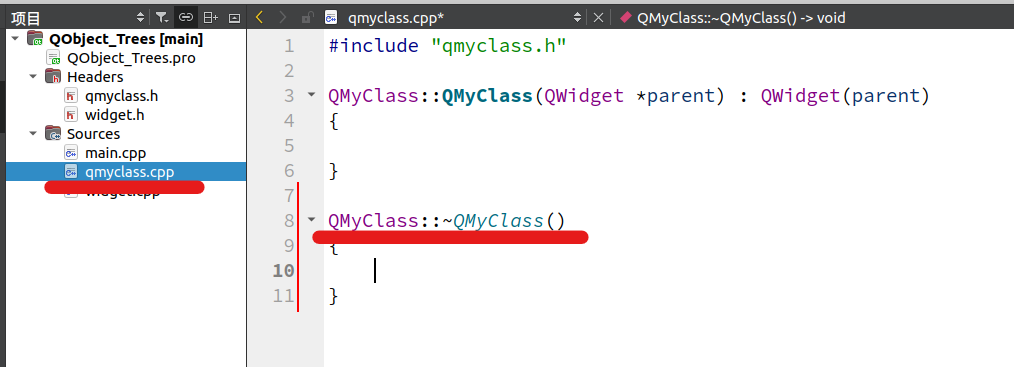 项目
qmyclass.cpp*
QMyClass::~QMyClass() -> void
QObject_Trees [main]
QObject_Trees.pro
Headers
qmyclass.h
widget.h
Sources
main.cpp
qmyclass.cpp
widget.cpp
1 #include "qmyclass.h"
2
3 QMyClass::QMyClass(QWidget *parent) : QWidget(parent)
4 {
5
6 }
7
8 QMyClass::~QMyClass()
9 {
10
11 }